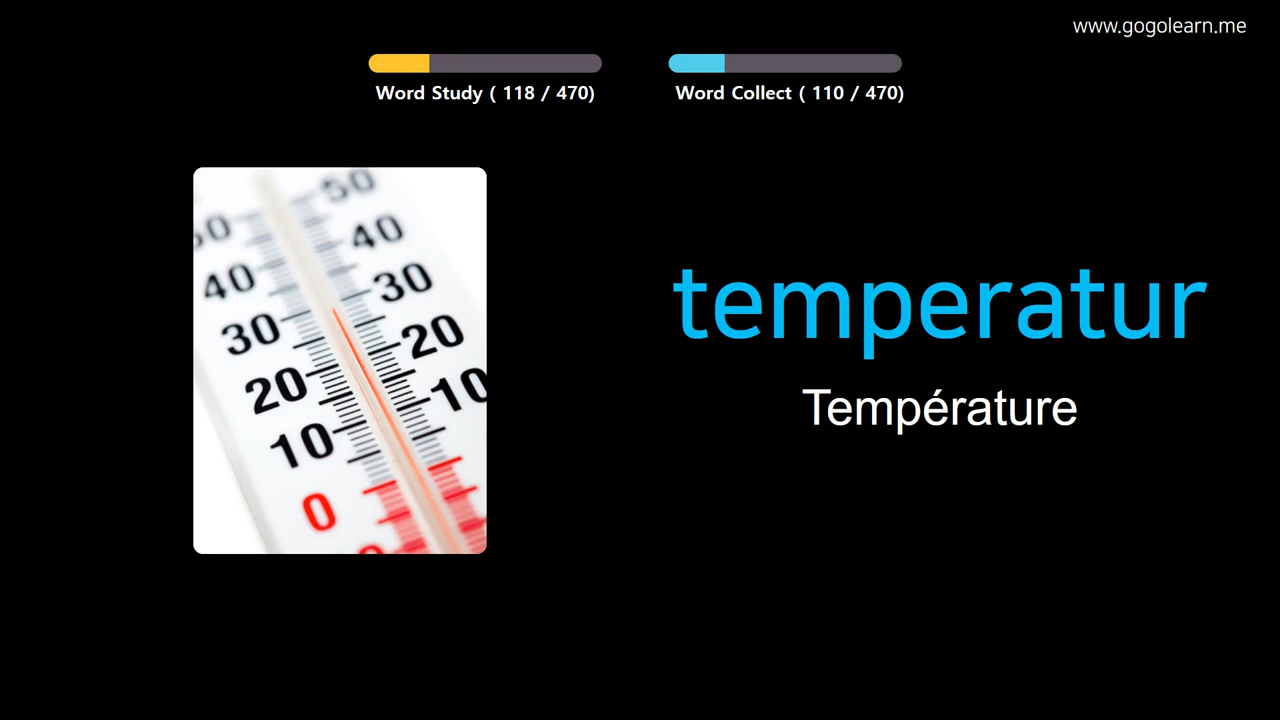 www.gogolearn.me
Word Study ( 118 / 470)
Word Collect ( 110 / 470)
50
50
40
40
30
30
20
20
10
10
0
temperatur
Température